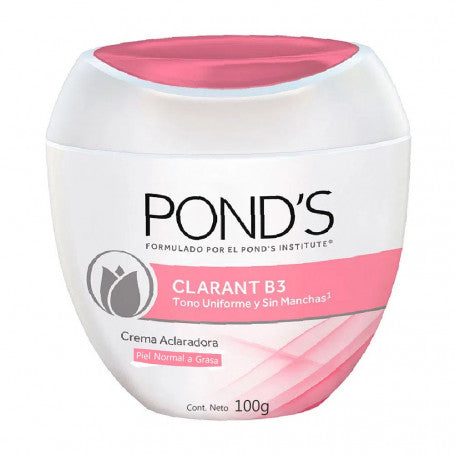 POND'S
FORMULADO POR EL POND'S INSTITUTE®
CLARANT B3
Tono Uniforme y Sin Manchas¹
Crema Aclaradora
Piel Normal a Grasa
Cont. Neto 100g